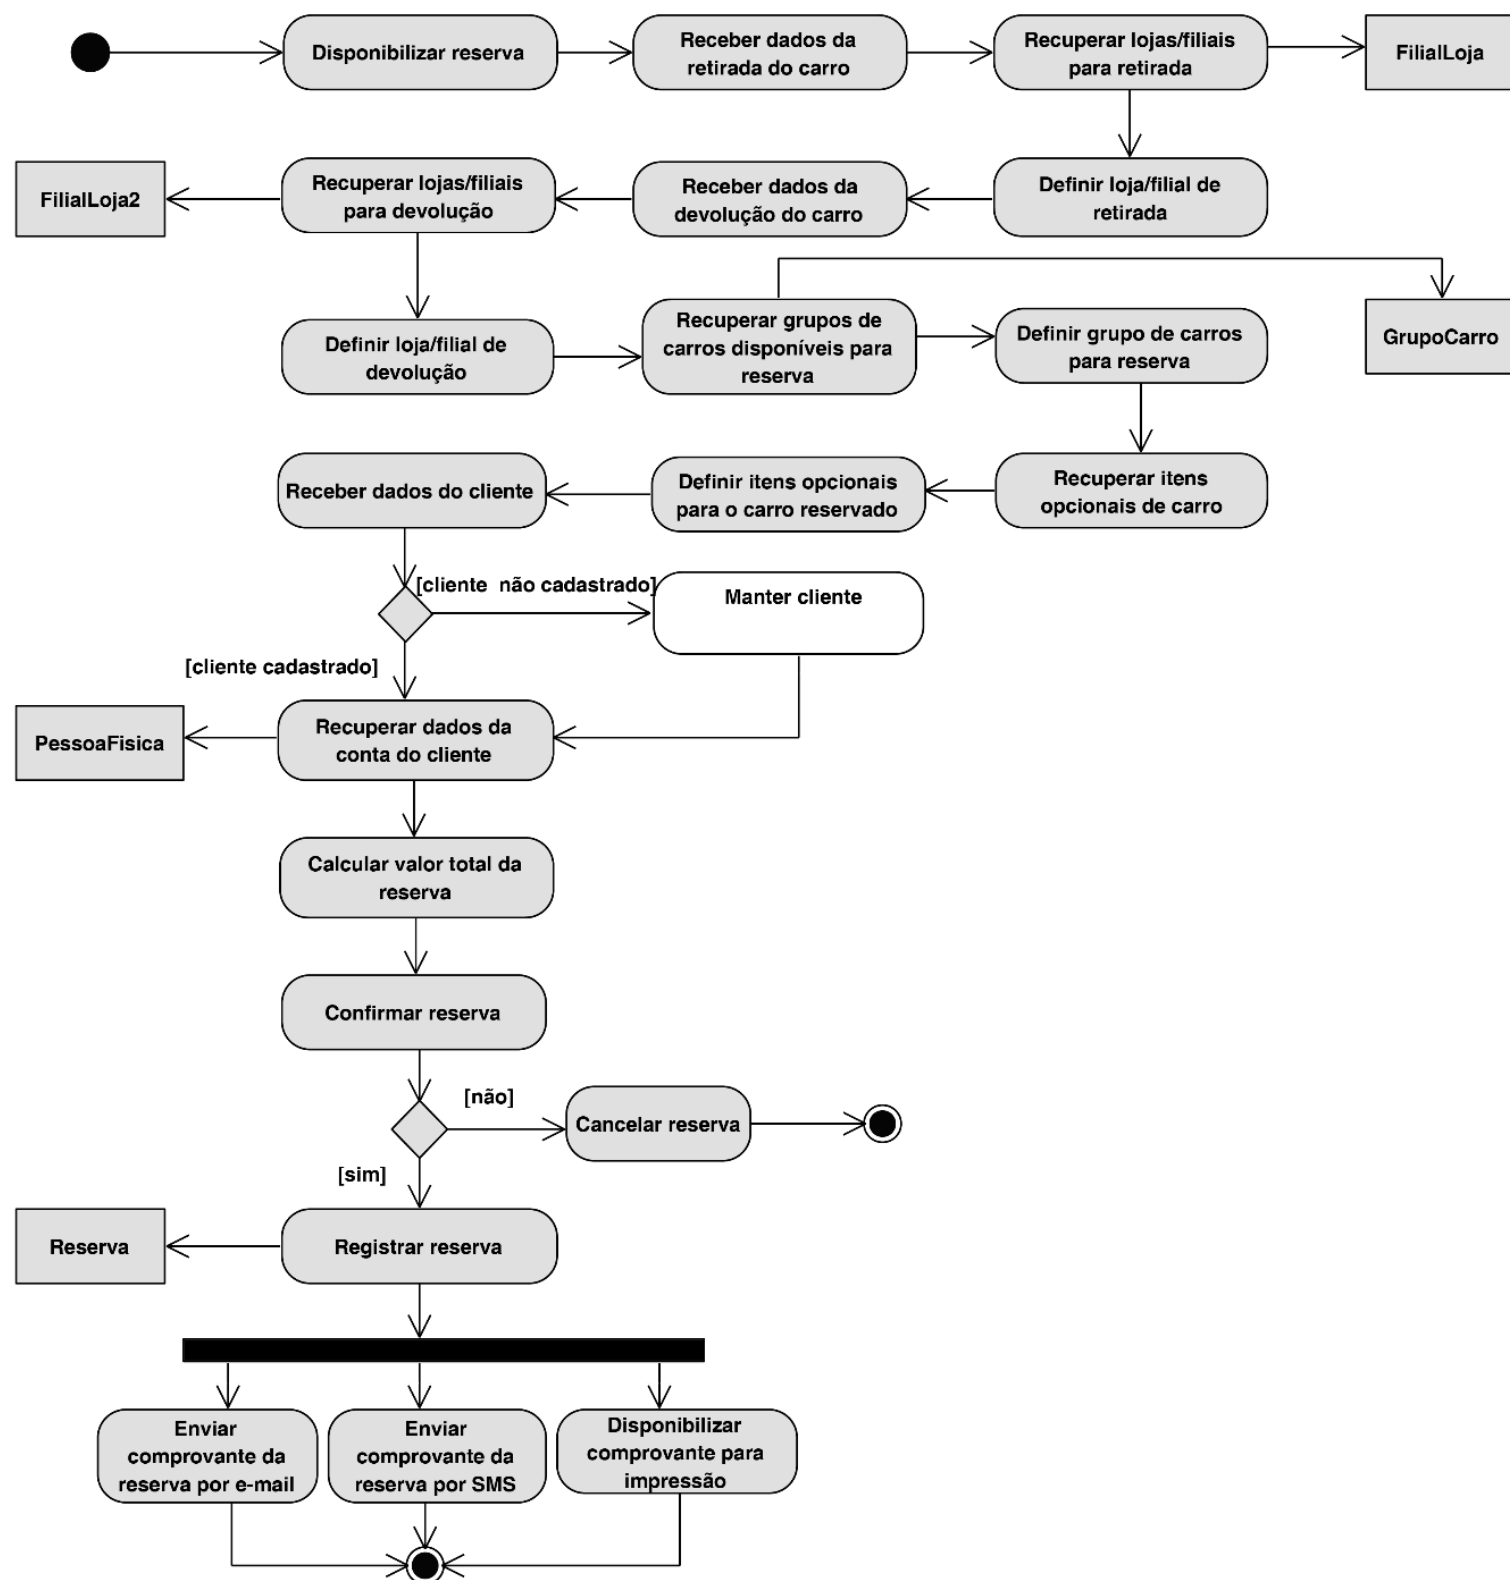 Disponibilizar reserva
Receber dados da
retirada do carro
Recuperar lojas/filiais
para retirada
FilialLoja
FilialLoja2
Recuperar lojas/filiais
para devolução
Receber dados da
devolução do carro
Definir loja/filial de
retirada
Definir loja/filial de
devolução
Recuperar grupos de
carros disponíveis para
reserva
Definir grupo de carros
para reserva
GrupoCarro
Receber dados do cliente
Definir itens opcionais
para o carro reservado
Recuperar itens
opcionais de carro
[cliente não cadastrado]
Manter cliente
[cliente cadastrado]
PessoaFisica
Recuperar dados da
conta do cliente
Calcular valor total da
reserva
Confirmar reserva
[não]
Cancelar reserva
[sim]
Reserva
Registrar reserva
Enviar
comprovante da
reserva por e-mail
Enviar
comprovante da
reserva por SMS
Disponibilizar
comprovante para
impressão